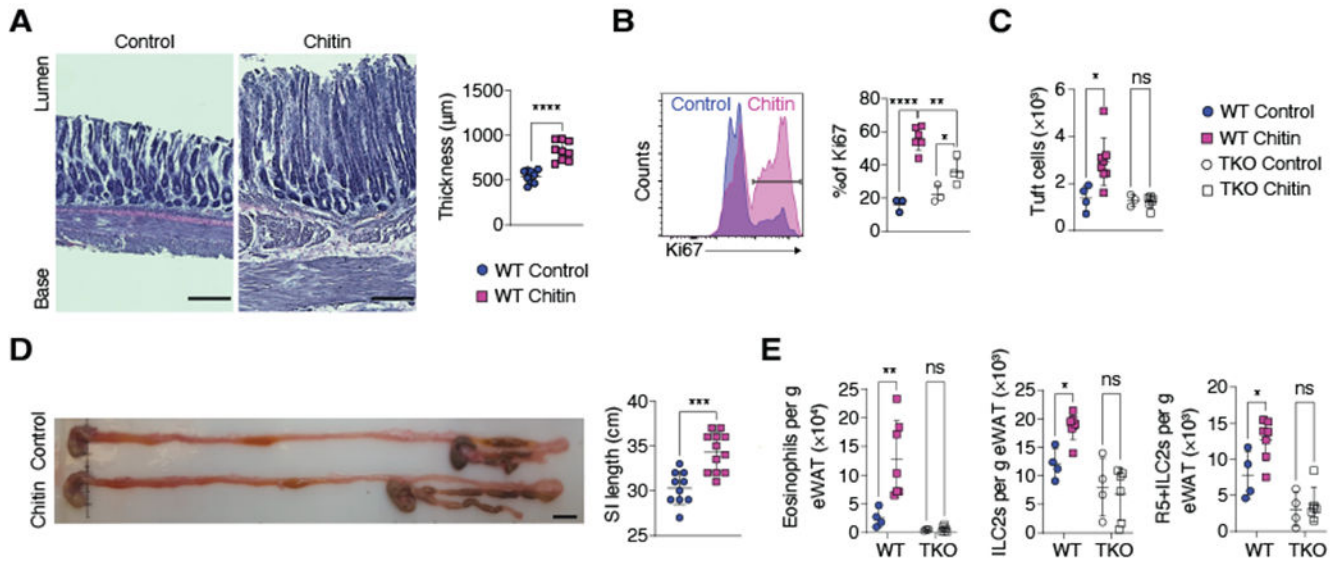 A
Control
Chitin
Lumen
Base
Thickness (µm)
1500
1000
500
0
****
WT Control
WT Chitin
B
Control
Chitin
Counts
Ki67
%of Ki67
80
60
40
20
0
****
**
*
C
Tuft cells (×10³)
6
4
2
0
*
ns
WT Control
WT Chitin
TKO Control
TKO Chitin
D
Control
Chitin
SI length (cm)
40
35
30
25
***
E
Eosinophils per g
eWAT (×10⁴)
25
20
15
10
5
0
**
ns
WT
TKO
ILC2s per g eWAT (×10³)
25
20
15
10
5
0
*
ns
WT
TKO
R5+ILC2s per g
eWAT (×10³)
20
15
10
5
0
*
ns
WT
TKO